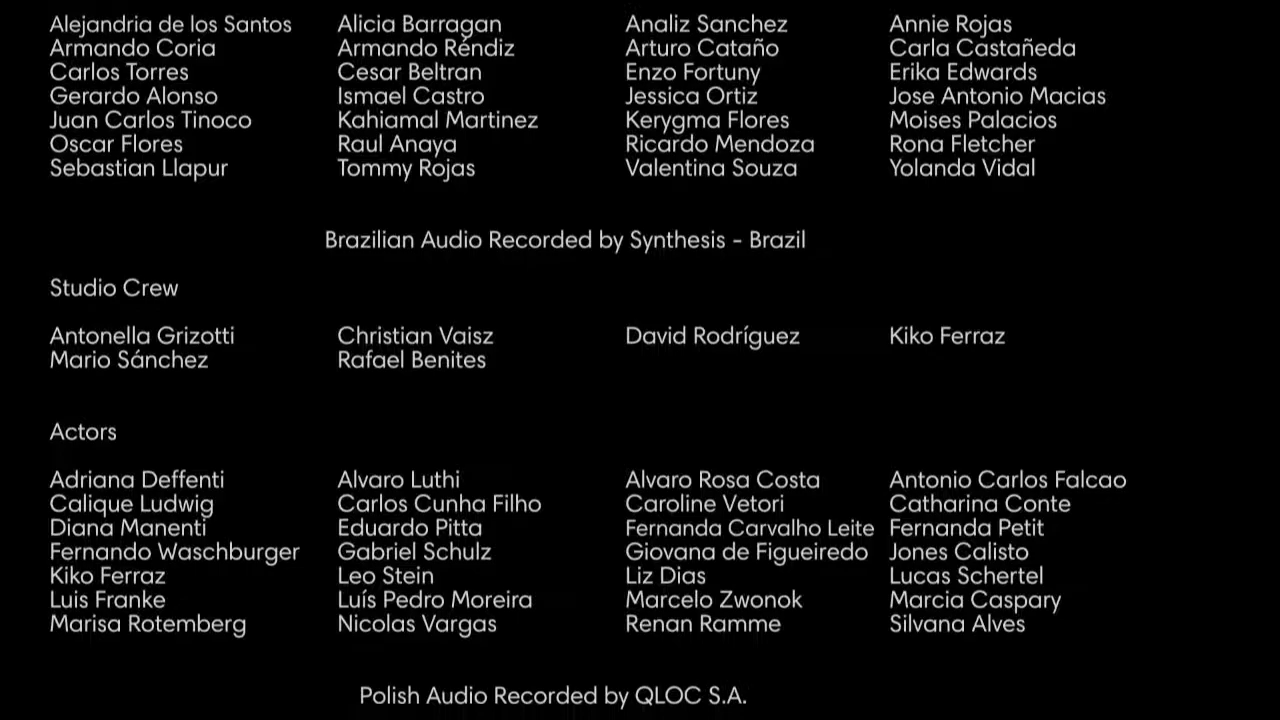 Alejandria de los Santos Alicia Barragan Analiz Sanchez Annie Rojas
Armando Coria Armando Réndiz Arturo Cataño Carla Castañeda
Carlos Torres Cesar Beltran Enzo Fortuny Erika Edwards
Gerardo Alonso Ismael Castro Jessica Ortiz Jose Antonio Macias
Juan Carlos Tinoco Kahiamal Martinez Kerygma Flores Moises Palacios
Oscar Flores Raul Anaya Ricardo Mendoza Rona Fletcher
Sebastian Llapur Tommy Rojas Valentina Souza Yolanda Vidal
Brazilian Audio Recorded by Synthesis - Brazil
Studio Crew
Antonella Grizotti Christian Vaisz David Rodríguez Kiko Ferraz
Mario Sánchez Rafael Benites
Actors
Adriana Deffenti Alvaro Luthi Alvaro Rosa Costa Antonio Carlos Falcao
Calique Ludwig Carlos Cunha Filho Caroline Vetori Catharina Conte
Diana Manenti Eduardo Pitta Fernanda Carvalho Leite Fernanda Petit
Fernando Waschburger Gabriel Schulz Giovana de Figueiredo Jones Calisto
Kiko Ferraz Leo Stein Liz Dias Lucas Schertel
Luis Franke Luís Pedro Moreira Marcelo Zwonok Marcia Caspary
Marisa Rotemberg Nicolas Vargas Renan Ramme Silvana Alves
Polish Audio Recorded by QLOC S.A.